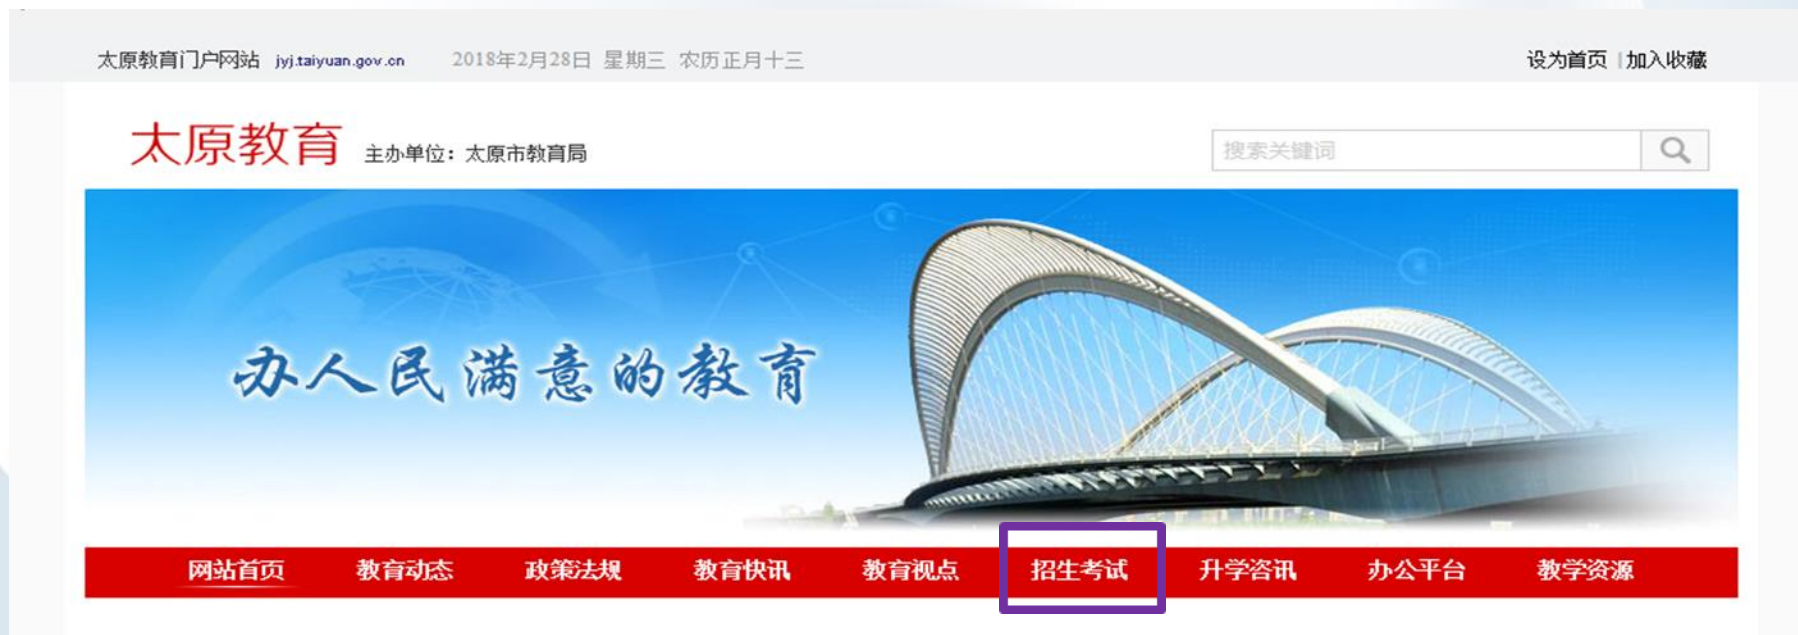 太原教育门户网站 jyj.taiyuan.gov.cn 2018年2月28日 星期三 农历正月十三 设为首页 | 加入收藏
太原教育 主办单位：太原市教育局 搜索关键词
办人民满意的教育
网站首页 教育动态 政策法规 教育快讯 教育视点 招生考试 升学咨讯 办公平台 教学资源